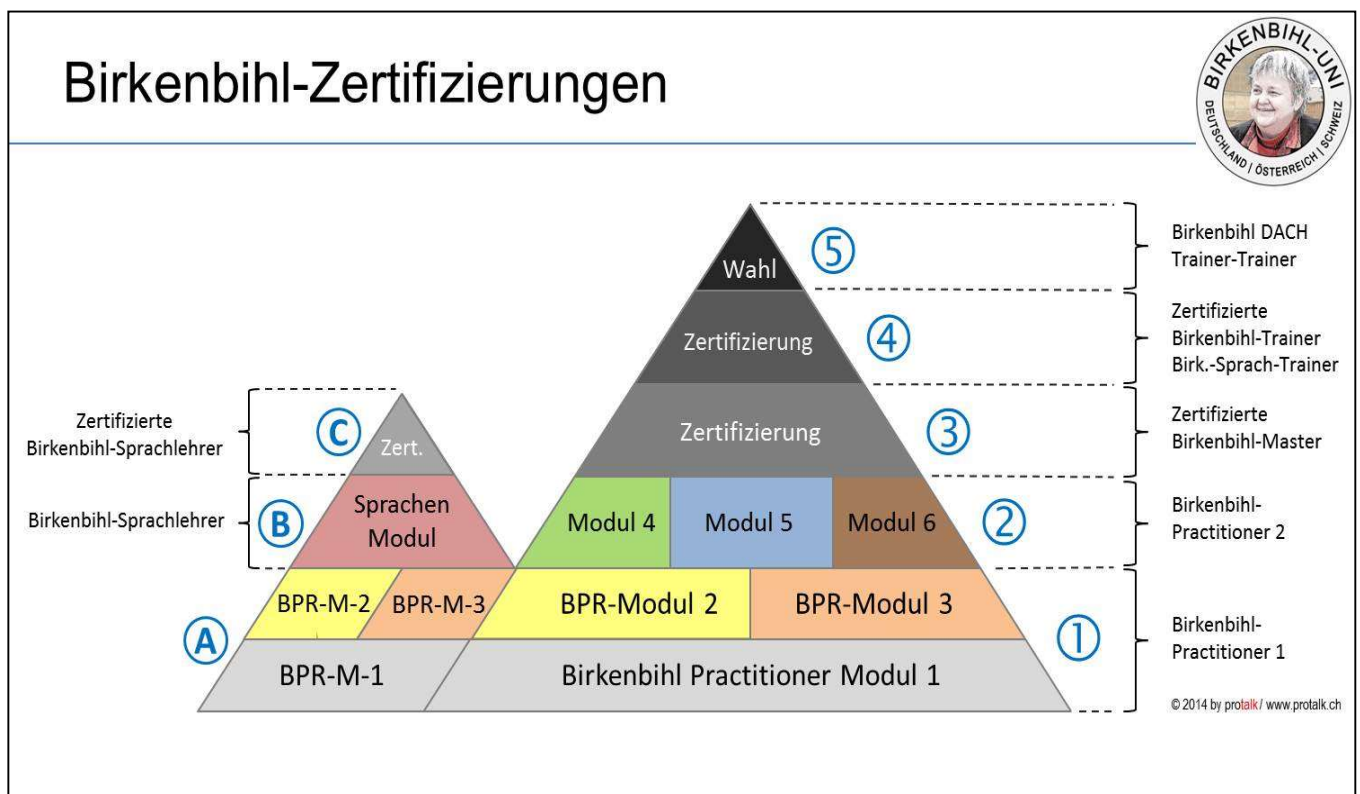 Birkenbihl-Zertifizierungen
BIRKENBIHL-UNI
DEUTSCHLAND | ÖSTERREICH | SCHWEIZ
Wahl
5
Birkenbihl DACH
Trainer-Trainer
Zertifizierung
4
Zertifizierte
Birkenbihl-Trainer
Birk.-Sprach-Trainer
Zertifizierte
Birkenbihl-Sprachlehrer
C
Zert.
Zertifizierung
3
Zertifizierte
Birkenbihl-Master
Birkenbihl-Sprachlehrer
B
Sprachen
Modul
Modul 4
Modul 5
Modul 6
2
Birkenbihl-
Practitioner 2
A
BPR-M-2
BPR-M-3
BPR-Modul 2
BPR-Modul 3
1
Birkenbihl-
Practitioner 1
BPR-M-1
Birkenbihl Practitioner Modul 1
© 2014 by protalk / www.protalk.ch